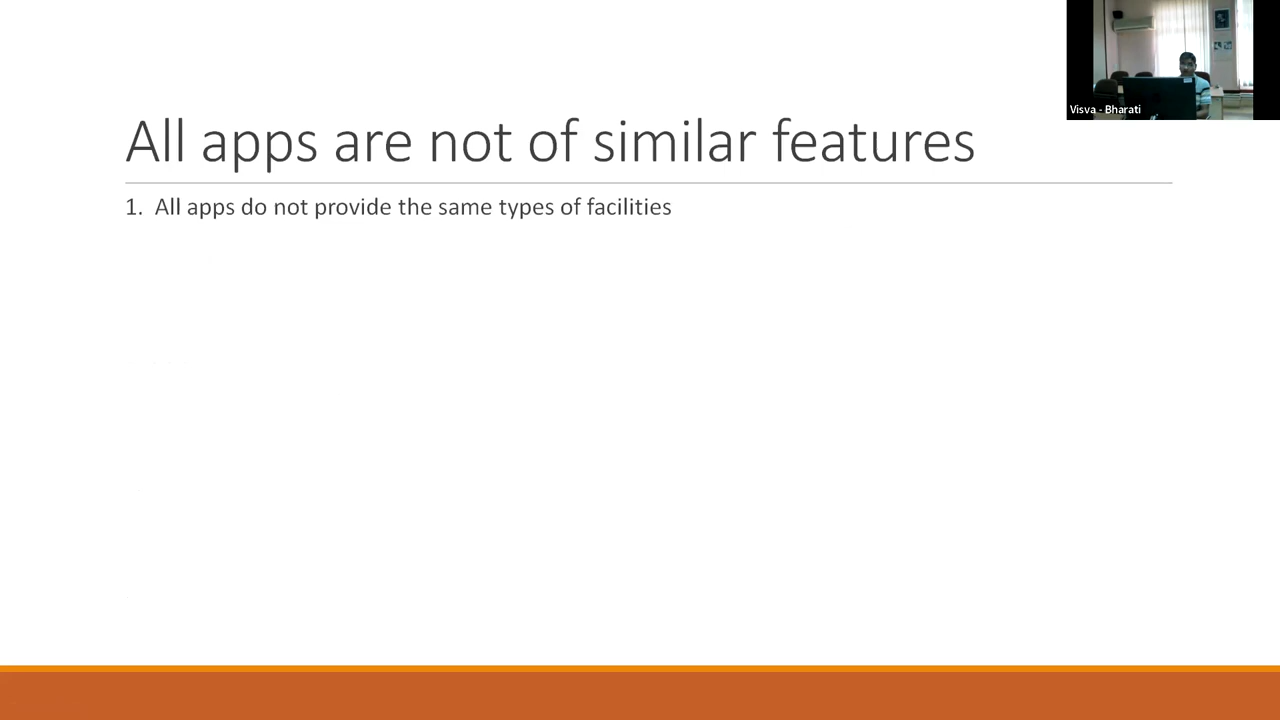 All apps are not of similar features
1. All apps do not provide the same types of facilities
Visva - Bharati